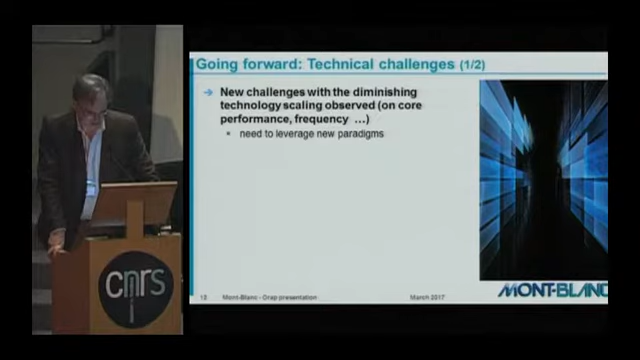 Going forward: Technical challenges (1/2)
New challenges with the diminishing
technology scaling observed (on core
performance, frequency ...)
need to leverage new paradigms
cnrs
13 Mont-Blanc - Orap presentation March 2017
MONT-BLANC